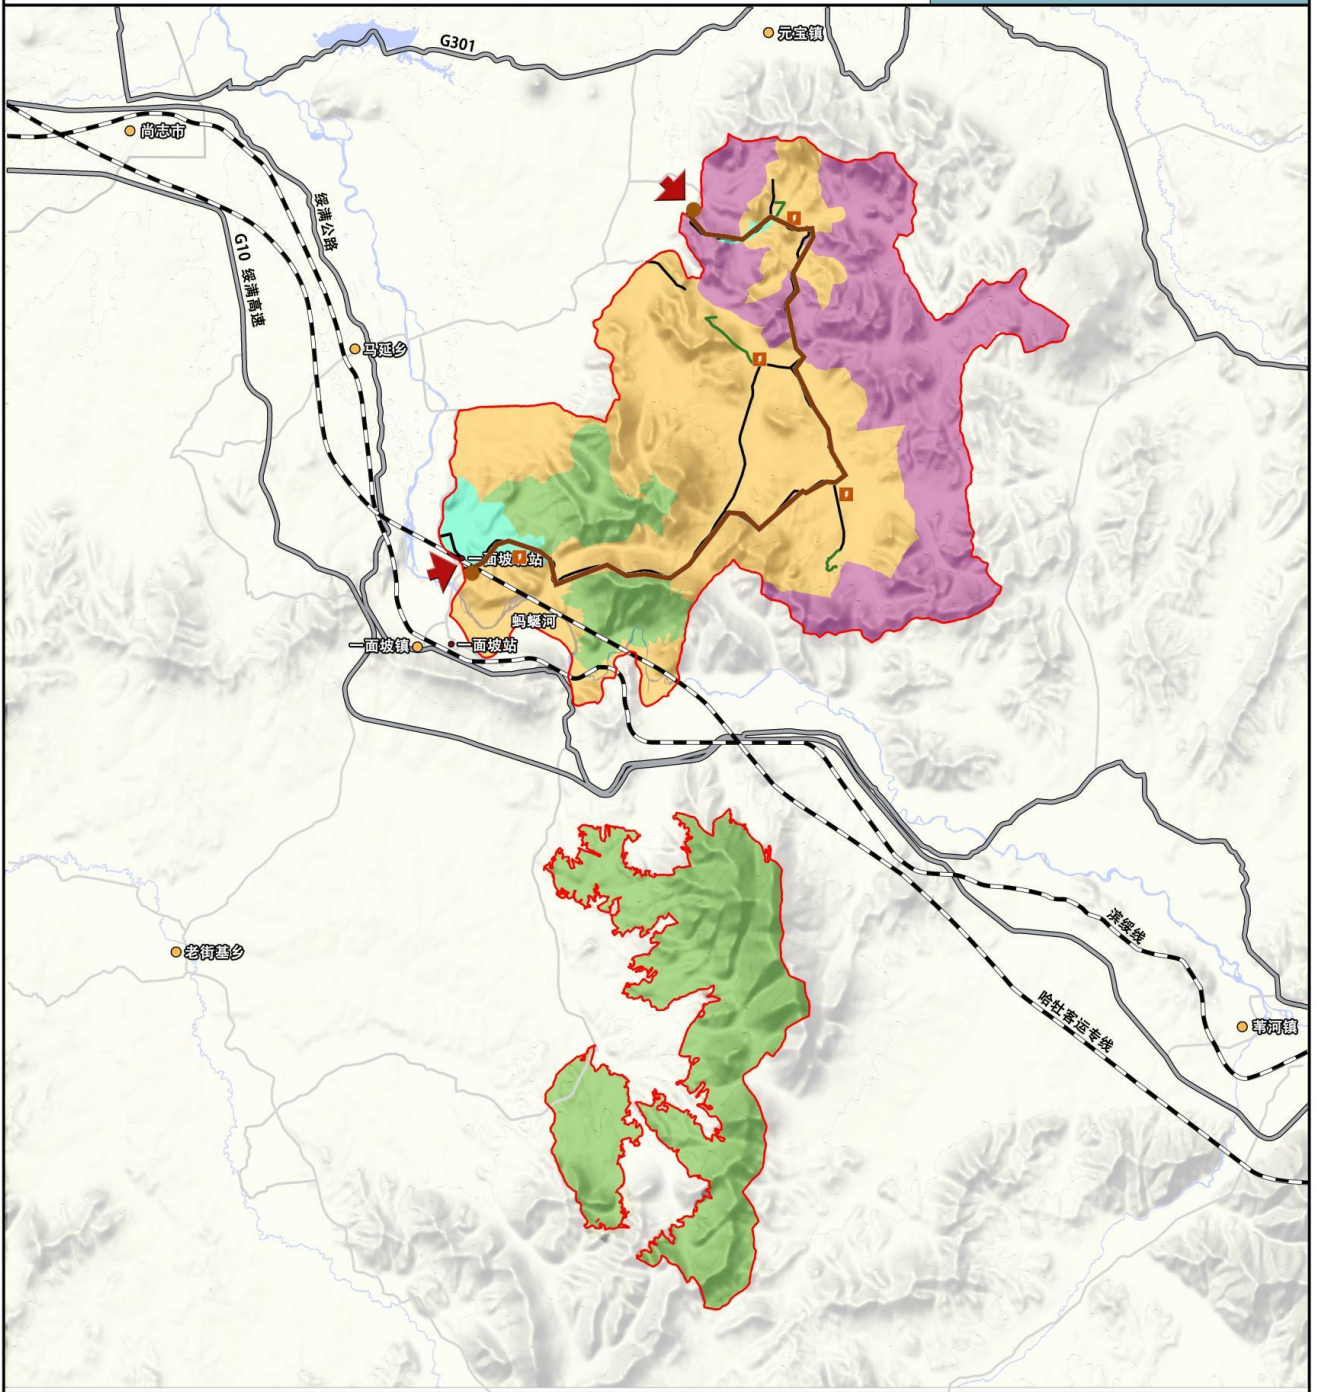 元宝镇
G301
尚志市
绥满公路
G10 绥满高速
马延乡
一面坡
站
蚂蜒河
一面坡镇
一面坡站
老街基乡
滨绥线
哈牡客运专线
苇河镇